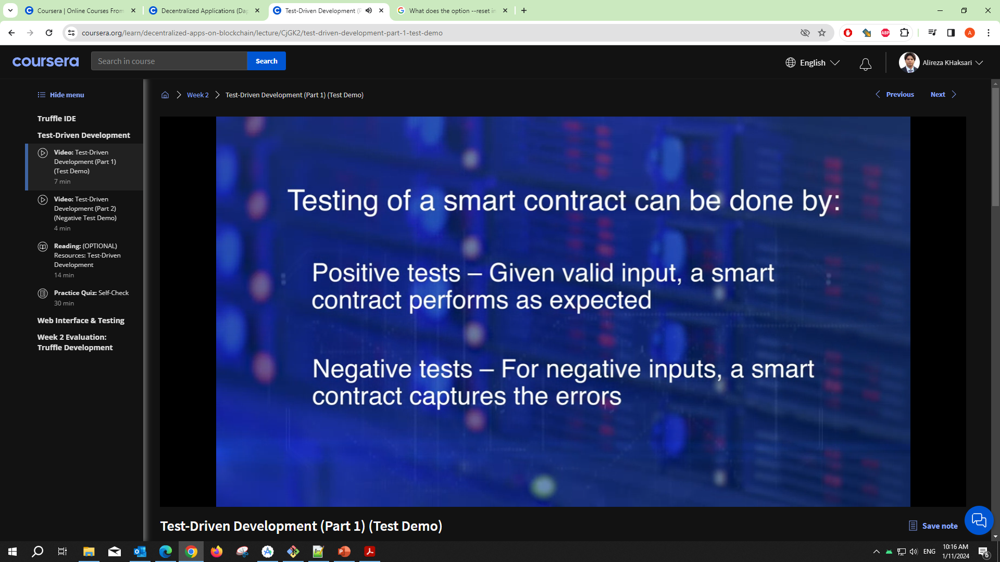 Coursera | Online Courses From
Decentralized Applications (Dap
Test-Driven Development (P
What does the option --reset in
coursera.org/learn/decentralized-apps-on-blockchain/lecture/CjGK2/test-driven-development-part-1-test-demo
ABP
A
coursera
Search in course
Search
English
Alireza KHaksari
Hide menu
Week 2
Test-Driven Development (Part 1) (Test Demo)
Previous
Next
Truffle IDE
Test-Driven Development
Video: Test-Driven
Development (Part 1)
(Test Demo)
7 min
Video: Test-Driven
Development (Part 2)
(Negative Test Demo)
4 min
Reading: (OPTIONAL)
Resources: Test-Driven
Development
14 min
Practice Quiz: Self-Check
30 min
Web Interface & Testing
Week 2 Evaluation:
Truffle Development
Testing of a smart contract can be done by:
Positive tests – Given valid input, a smart
contract performs as expected
Negative tests – For negative inputs, a smart
contract captures the errors
Test-Driven Development (Part 1) (Test Demo)
Save note
ENG
10:16 AM
1/11/2024
6